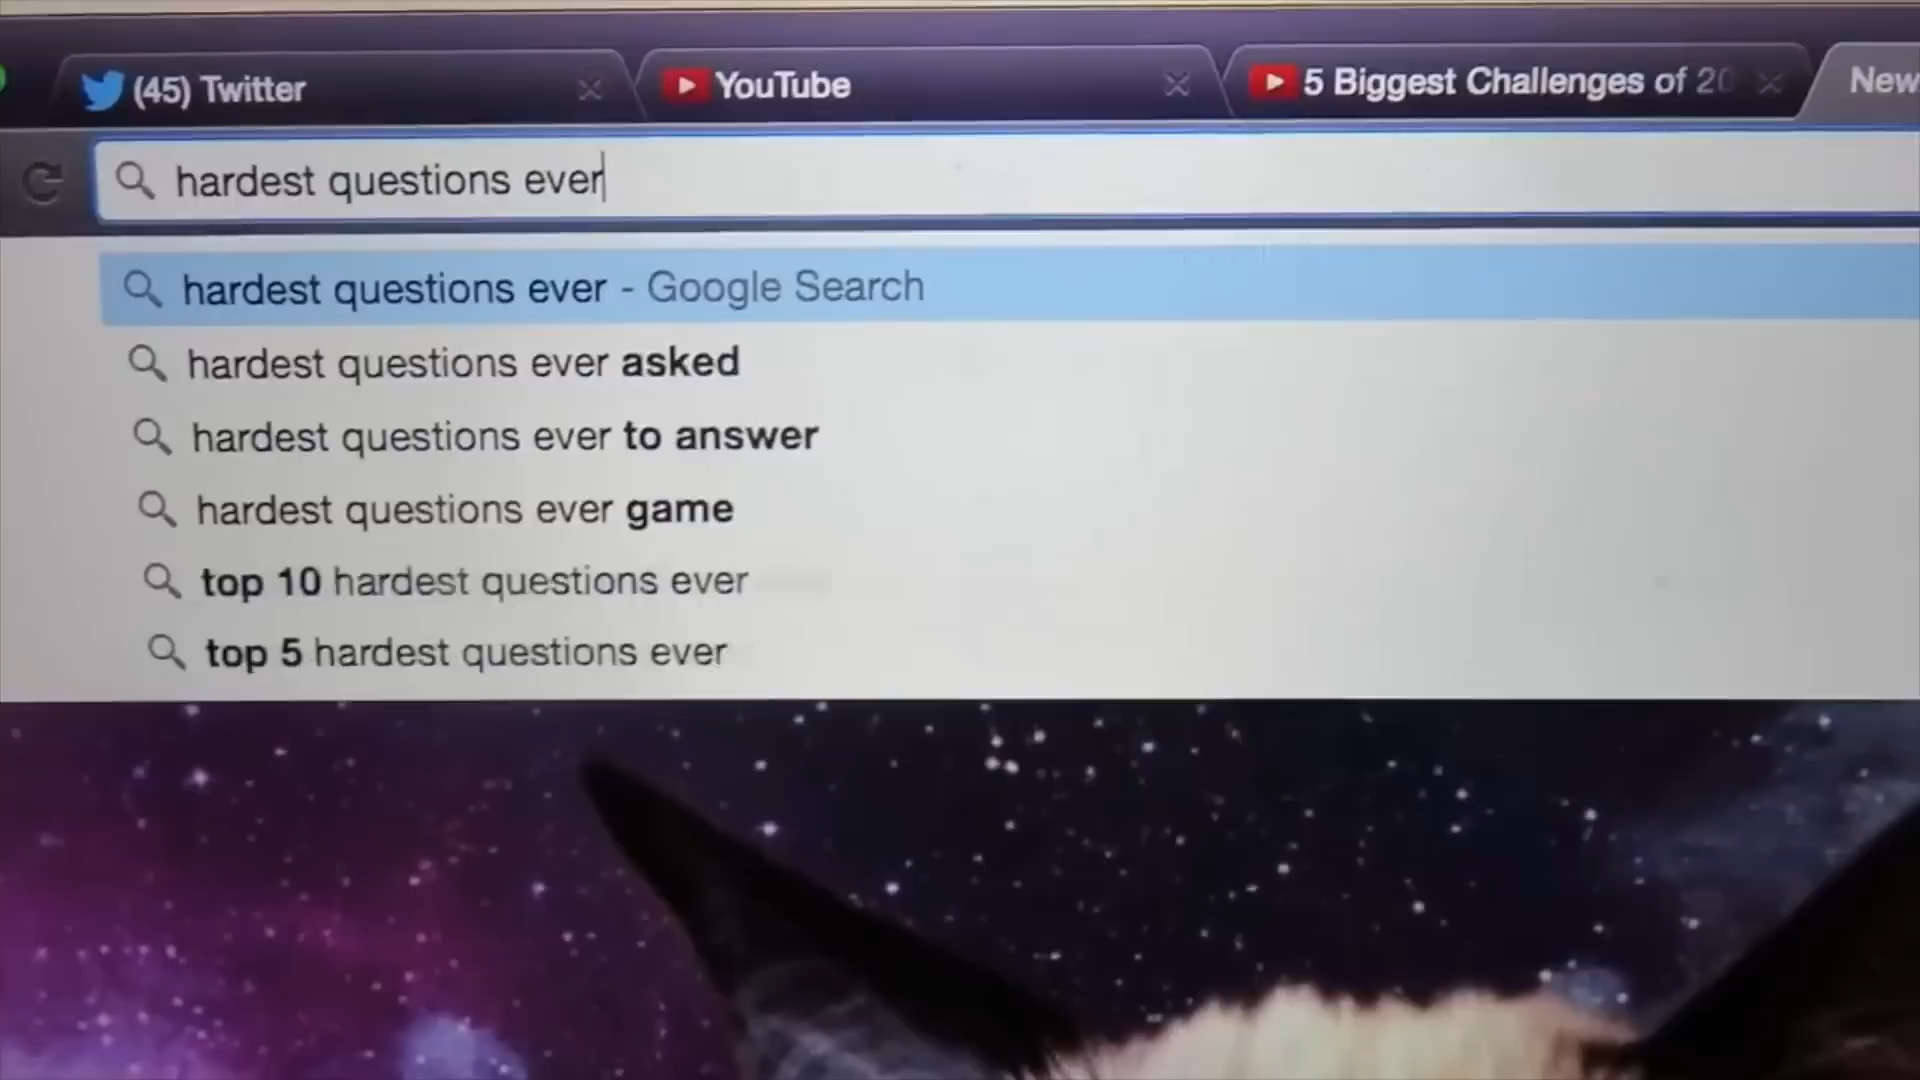 (45) Twitter
YouTube
5 Biggest Challenges of 20
New
hardest questions ever
hardest questions ever - Google Search
hardest questions ever asked
hardest questions ever to answer
hardest questions ever game
top 10 hardest questions ever
top 5 hardest questions ever